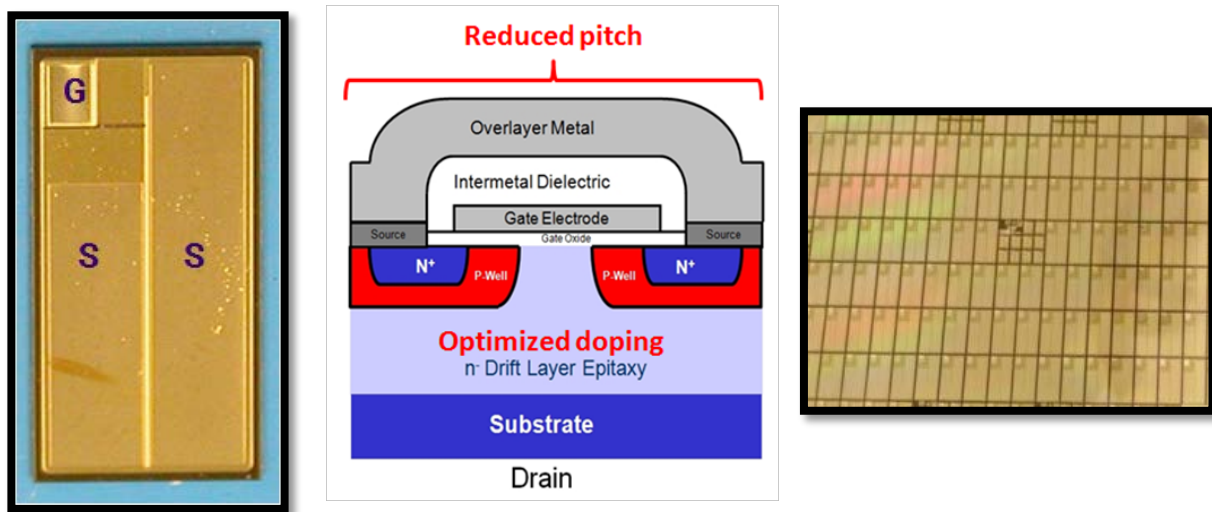 G
S
S
Reduced pitch
Overlayer Metal
Intermetal Dielectric
Gate Electrode
Source
Gate Oxide
Source
N+
P-Well
P-Well
N+
Optimized doping
n- Drift Layer Epitaxy
Substrate
Drain